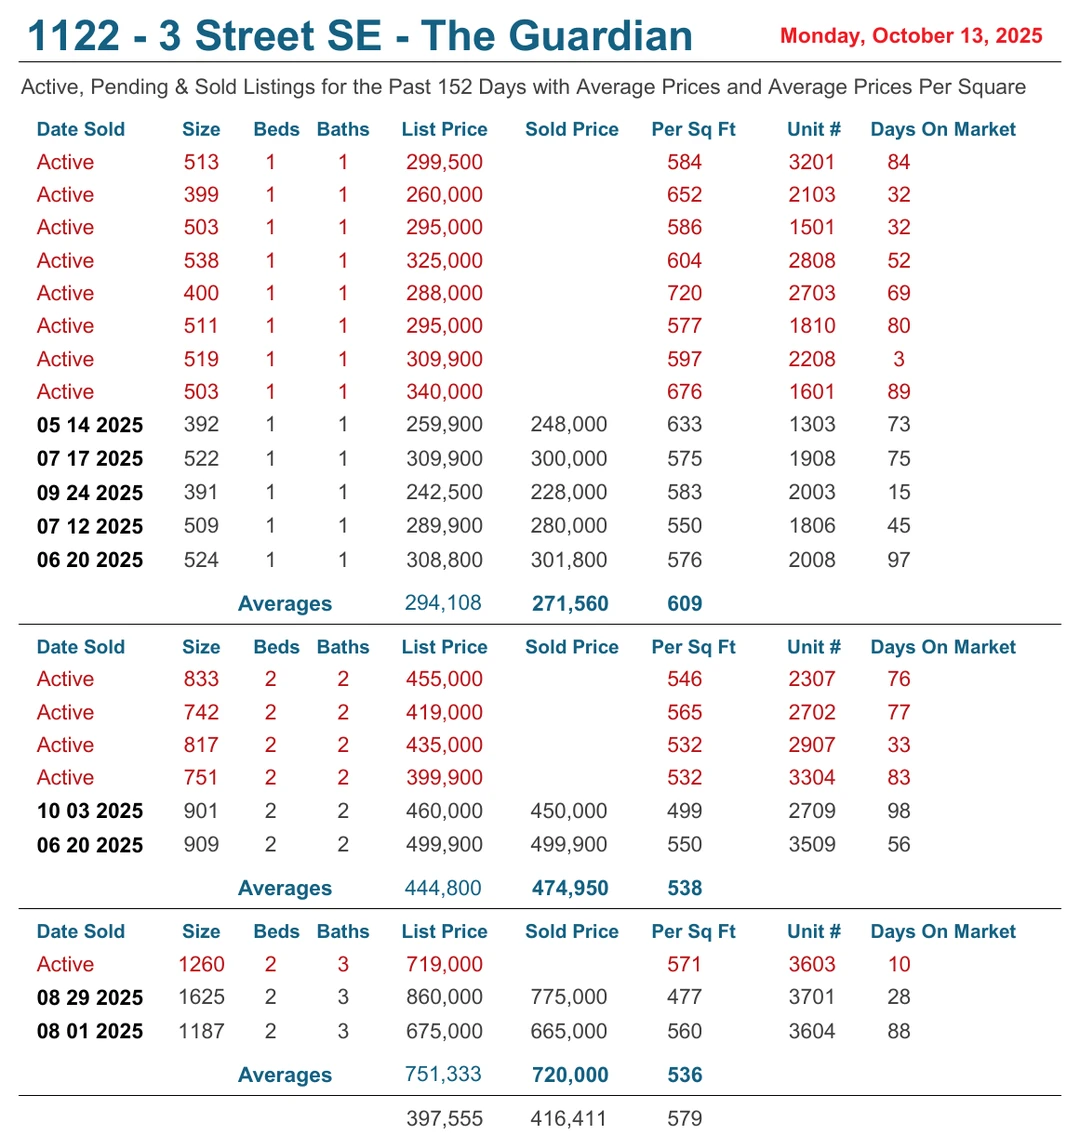 1122 - 3 Street SE - The Guardian Monday, October 13, 2025
Active, Pending & Sold Listings for the Past 152 Days with Average Prices and Average Prices Per Square
Date Sold Size Beds Baths List Price Sold Price Per Sq Ft Unit # Days On Market
Active 513 1 1 299,500 584 3201 84
Active 399 1 1 260,000 652 2103 32
Active 503 1 1 295,000 586 1501 32
Active 538 1 1 325,000 604 2808 52
Active 400 1 1 288,000 720 2703 69
Active 511 1 1 295,000 577 1810 80
Active 519 1 1 309,900 597 2208 3
Active 503 1 1 340,000 676 1601 89
05 14 2025 392 1 1 259,900 248,000 633 1303 73
07 17 2025 522 1 1 309,900 300,000 575 1908 75
09 24 2025 391 1 1 242,500 228,000 583 2003 15
07 12 2025 509 1 1 289,900 280,000 550 1806 45
06 20 2025 524 1 1 308,800 301,800 576 2008 97
Averages 294,108 271,560 609
Date Sold Size Beds Baths List Price Sold Price Per Sq Ft Unit # Days On Market
Active 833 2 2 455,000 546 2307 76
Active 742 2 2 419,000 565 2702 77
Active 817 2 2 435,000 532 2907 33
Active 751 2 2 399,900 532 3304 83
10 03 2025 901 2 2 460,000 450,000 499 2709 98
06 20 2025 909 2 2 499,900 499,900 550 3509 56
Averages 444,800 474,950 538
Date Sold Size Beds Baths List Price Sold Price Per Sq Ft Unit # Days On Market
Active 1260 2 3 719,000 571 3603 10
08 29 2025 1625 2 3 860,000 775,000 477 3701 28
08 01 2025 1187 2 3 675,000 665,000 560 3604 88
Averages 751,333 720,000 536
397,555 416,411 579